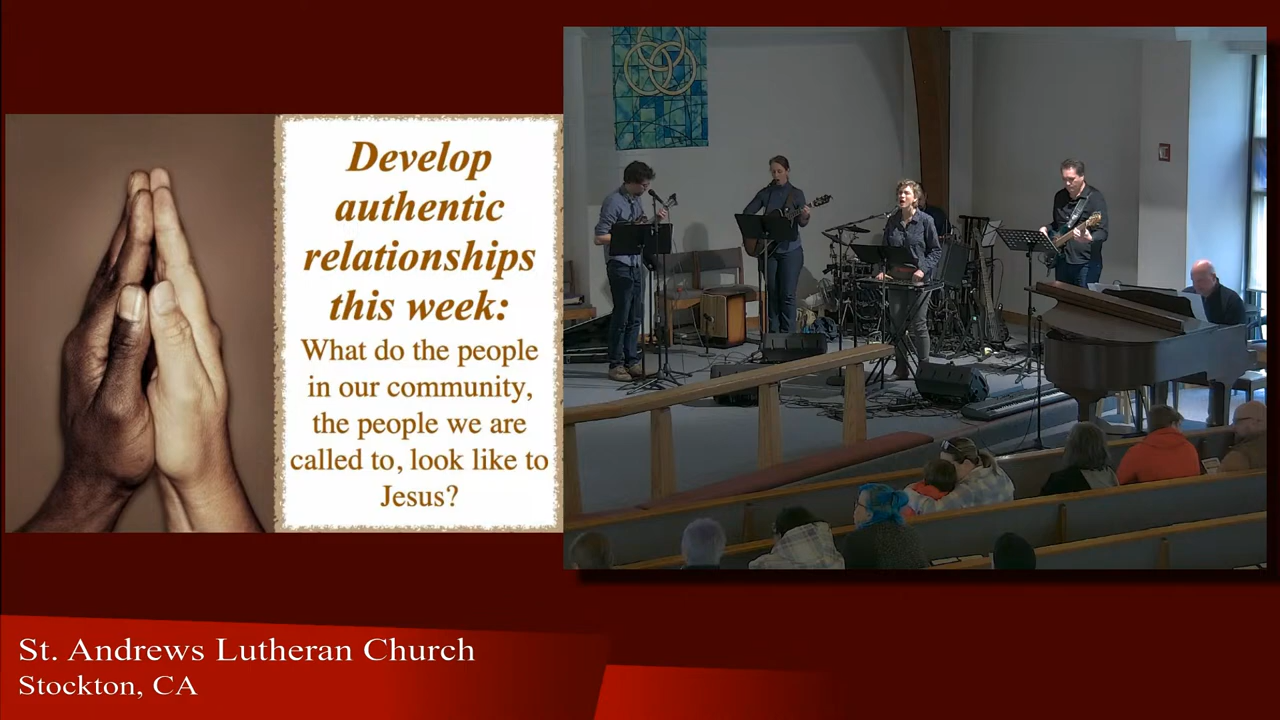 Develop
authentic
relationships
this week:
What do the people
in our community,
the people we are
called to, look like to
Jesus?
St. Andrews Lutheran Church
Stockton, CA